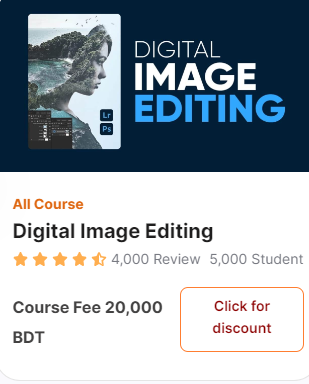 DIGITAL
IMAGE
EDITING
Lr
Ps
All Course
Digital Image Editing
4,000 Review 5,000 Student
Course Fee 20,000
BDT
Click for
discount